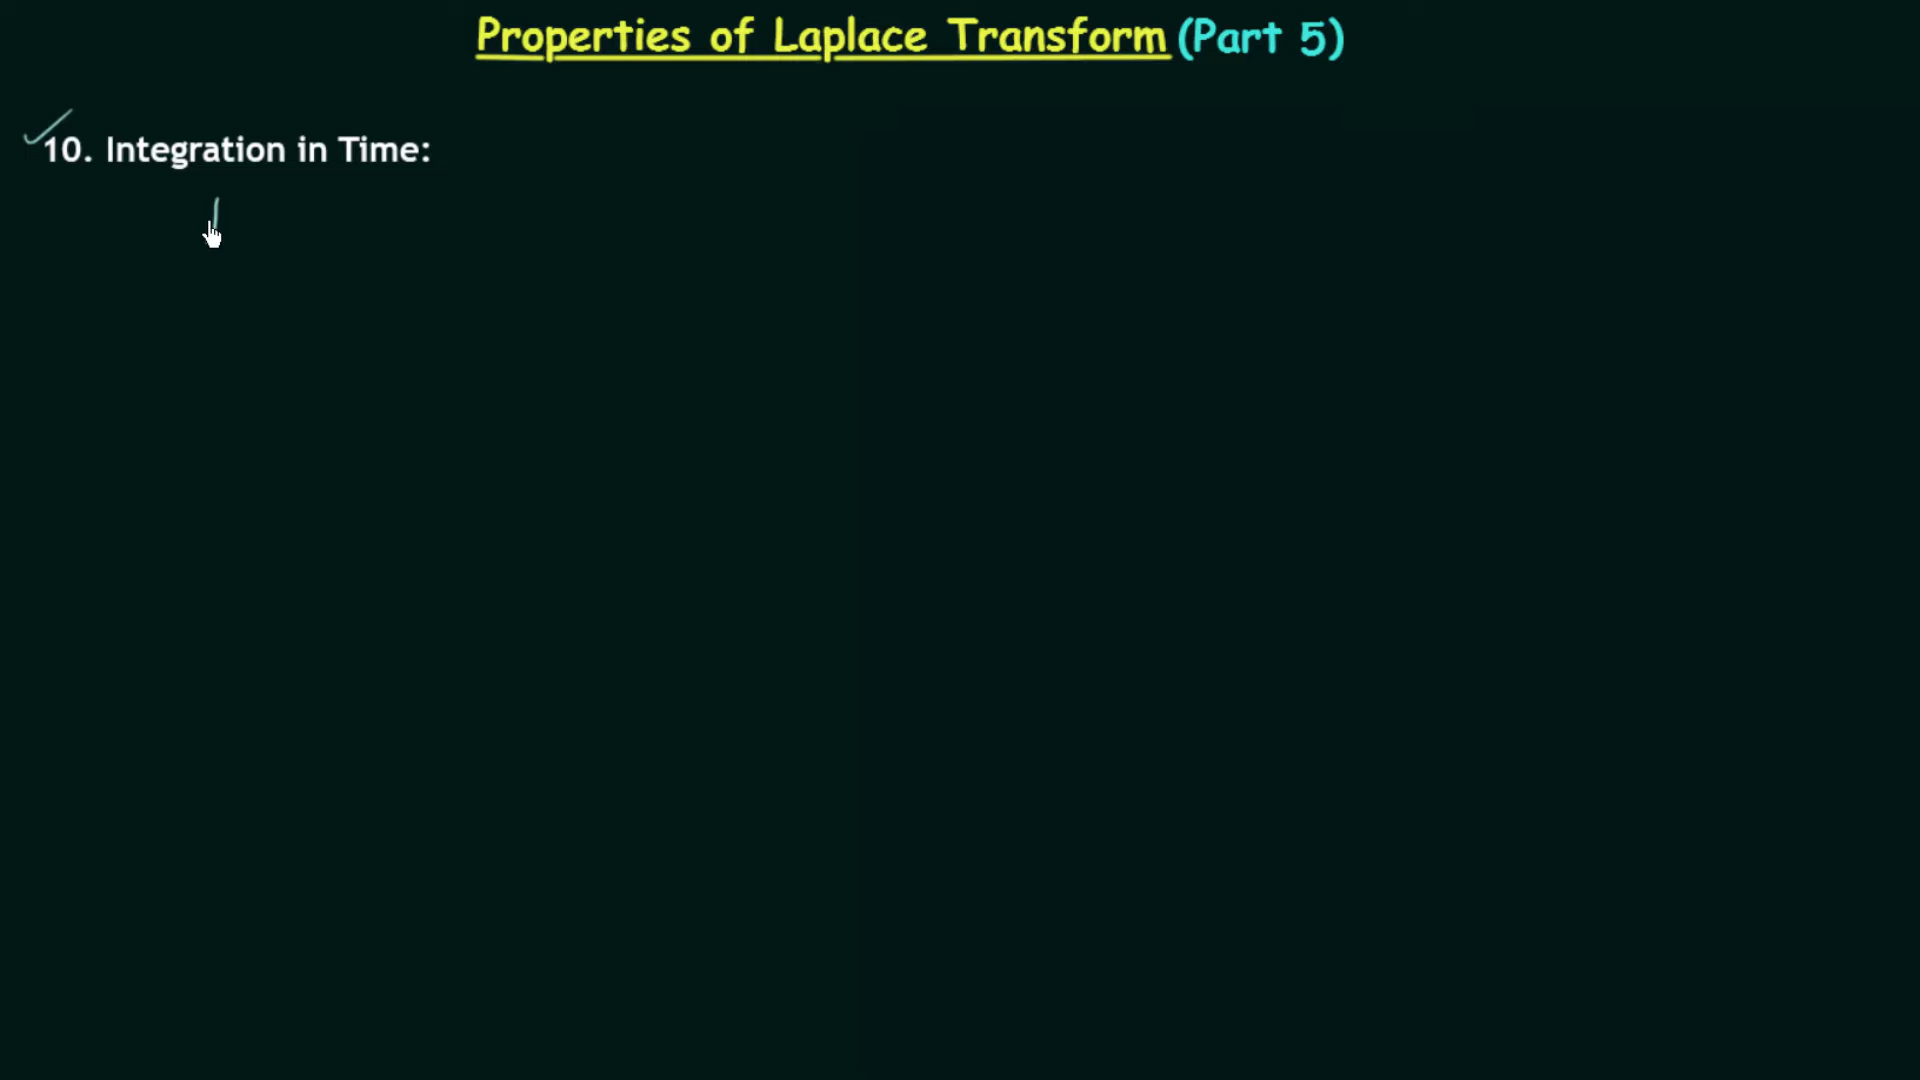 Properties of Laplace Transform (Part 5)
10. Integration in Time: